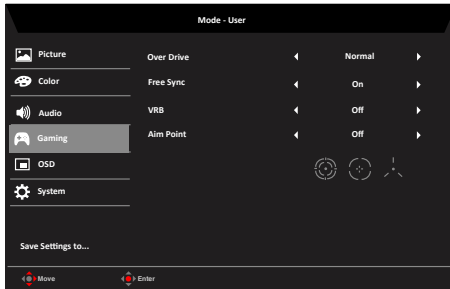 Mode - User
Picture
Over Drive Normal
Color
Free Sync On
Audio
VRB Off
Gaming
Aim Point Off
OSD
System
Save Settings to...
Move Enter